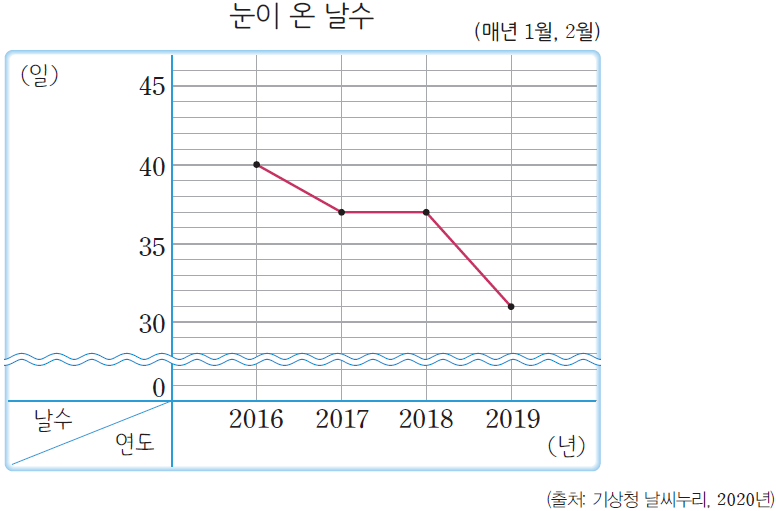 눈이 온 날수
(매년 1월, 2월)
(일)
45
40
35
30
0
날수
연도
2016 2017 2018 2019
(년)
(출처: 기상청 날씨누리, 2020년)